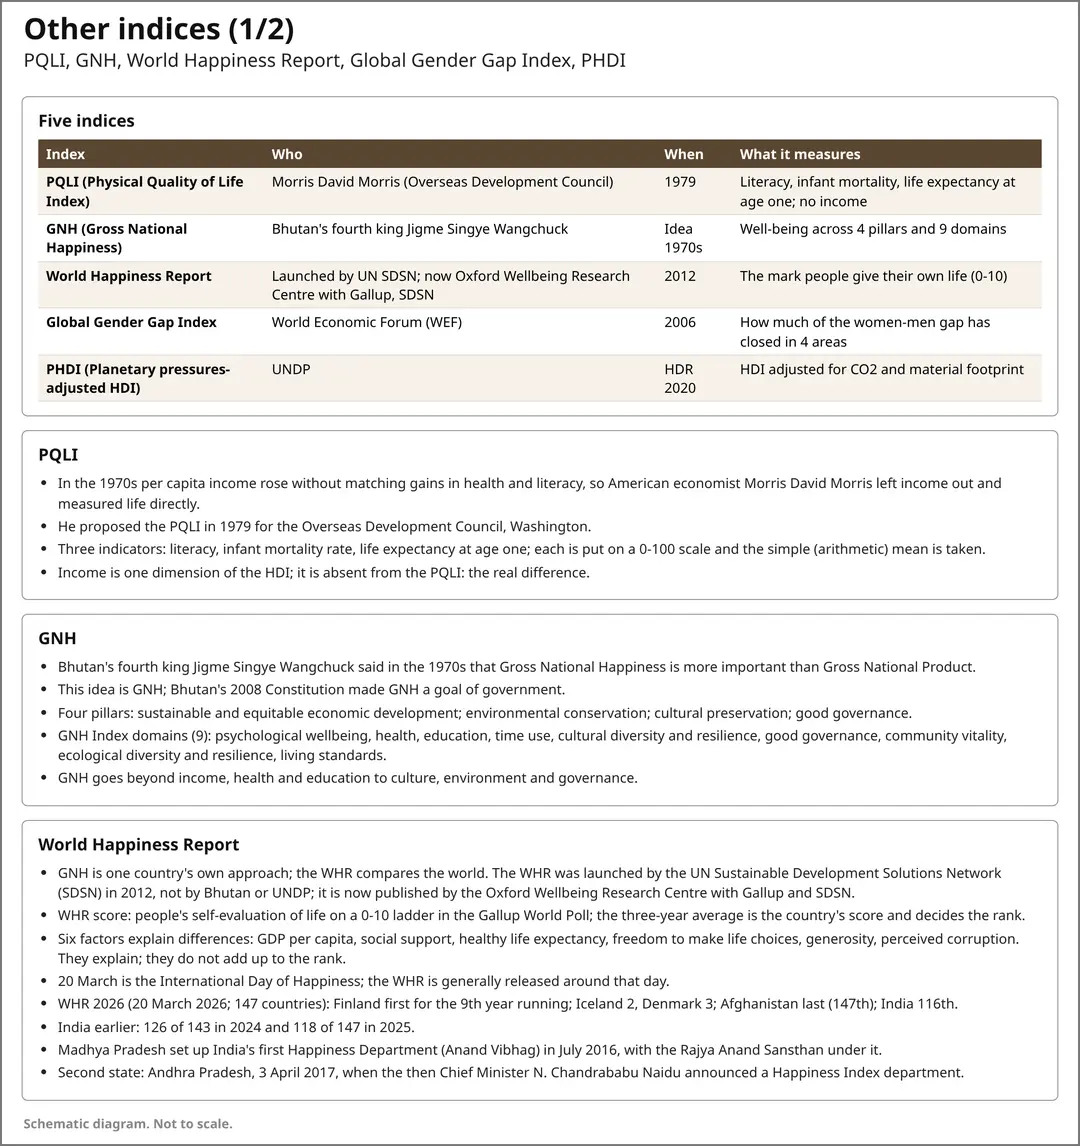 Other indices (1/2)
PQLI, GNH, World Happiness Report, Global Gender Gap Index, PHDI
Five indices
Index Who When What it measures
PQLI (Physical Quality of Life Morris David Morris (Overseas Development Council) 1979 Literacy, infant mortality, life expectancy at
Index) age one; no income
GNH (Gross National Bhutan's fourth king Jigme Singye Wangchuck Idea Well-being across 4 pillars and 9 domains
Happiness) 1970s
World Happiness Report Launched by UN SDSN; now Oxford Wellbeing Research 2012 The mark people give their own life (0-10)
Centre with Gallup, SDSN
Global Gender Gap Index World Economic Forum (WEF) 2006 How much of the women-men gap has
closed in 4 areas
PHDI (Planetary pressures- UNDP HDR HDI adjusted for CO2 and material footprint
adjusted HDI) 2020
PQLI
• In the 1970s per capita income rose without matching gains in health and literacy, so American economist Morris David Morris left income out and
measured life directly.
• He proposed the PQLI in 1979 for the Overseas Development Council, Washington.
• Three indicators: literacy, infant mortality rate, life expectancy at age one; each is put on a 0-100 scale and the simple (arithmetic) mean is taken.
• Income is one dimension of the HDI; it is absent from the PQLI: the real difference.
GNH
• Bhutan's fourth king Jigme Singye Wangchuck said in the 1970s that Gross National Happiness is more important than Gross National Product.
• This idea is GNH; Bhutan's 2008 Constitution made GNH a goal of government.
• Four pillars: sustainable and equitable economic development; environmental conservation; cultural preservation; good governance.
• GNH Index domains (9): psychological wellbeing, health, education, time use, cultural diversity and resilience, good governance, community vitality,
ecological diversity and resilience, living standards.
• GNH goes beyond income, health and education to culture, environment and governance.
World Happiness Report
• GNH is one country's own approach; the WHR compares the world. The WHR was launched by the UN Sustainable Development Solutions Network
(SDSN) in 2012, not by Bhutan or UNDP; it is now published by the Oxford Wellbeing Research Centre with Gallup and SDSN.
• WHR score: people's self-evaluation of life on a 0-10 ladder in the Gallup World Poll; the three-year average is the country's score and decides the rank.
• Six factors explain differences: GDP per capita, social support, healthy life expectancy, freedom to make life choices, generosity, perceived corruption.
They explain; they do not add up to the rank.
• 20 March is the International Day of Happiness; the WHR is generally released around that day.
• WHR 2026 (20 March 2026; 147 countries): Finland first for the 9th year running; Iceland 2, Denmark 3; Afghanistan last (147th); India 116th.
• India earlier: 126 of 143 in 2024 and 118 of 147 in 2025.
• Madhya Pradesh set up India's first Happiness Department (Anand Vibhag) in July 2016, with the Rajya Anand Sansthan under it.
• Second state: Andhra Pradesh, 3 April 2017, when the then Chief Minister N. Chandrababu Naidu announced a Happiness Index department.
Schematic diagram. Not to scale.